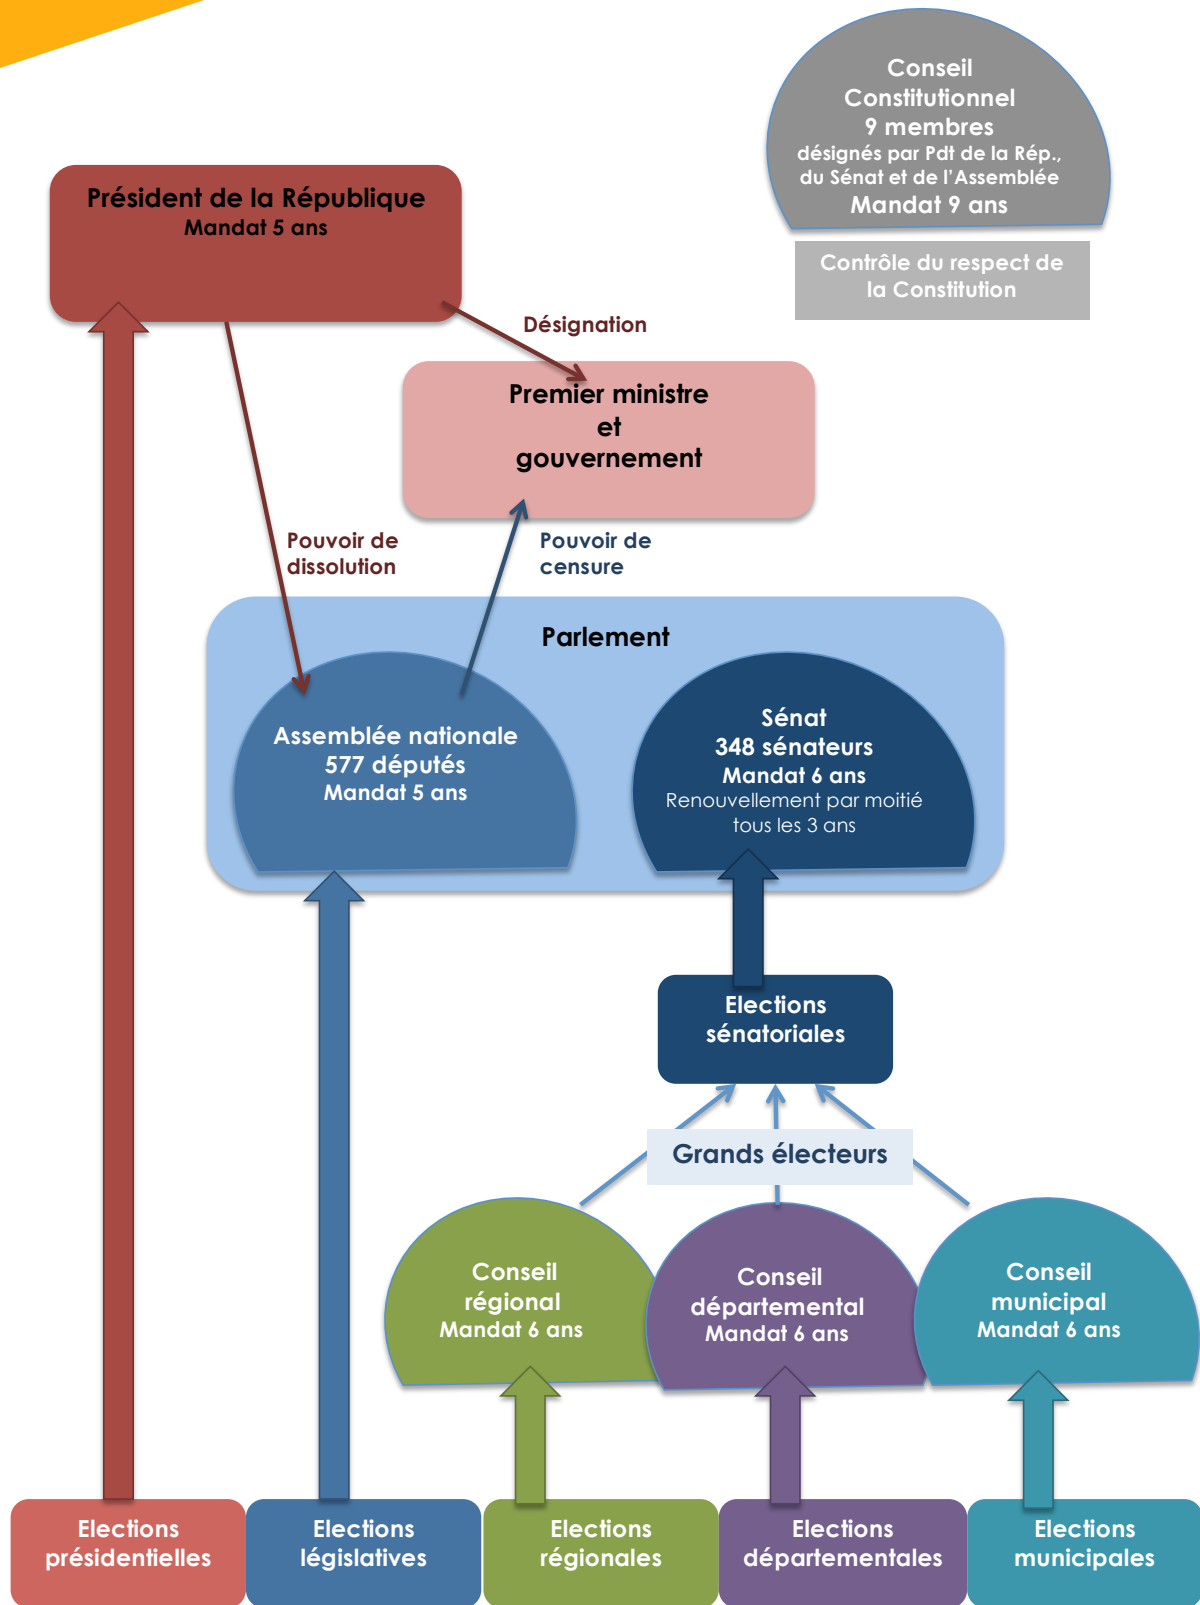 Conseil
Constitutionnel
9 membres
désignés par Pdt de la Rép.,
du Sénat et de l'Assemblée
Mandat 9 ans
Contrôle du respect de
la Constitution
Président de la République
Mandat 5 ans
Désignation
Premier ministre
et
gouvernement
Pouvoir de
dissolution
Pouvoir de
censure
Parlement
Assemblée nationale
577 députés
Mandat 5 ans
Sénat
348 sénateurs
Mandat 6 ans
Renouvellement par moitié
tous les 3 ans
Elections
sénatoriales
Grands électeurs
Conseil
régional
Mandat 6 ans
Conseil
départemental
Mandat 6 ans
Conseil
municipal
Mandat 6 ans
Elections
présidentielles
Elections
législatives
Elections
régionales
Elections
départementales
Elections
municipales